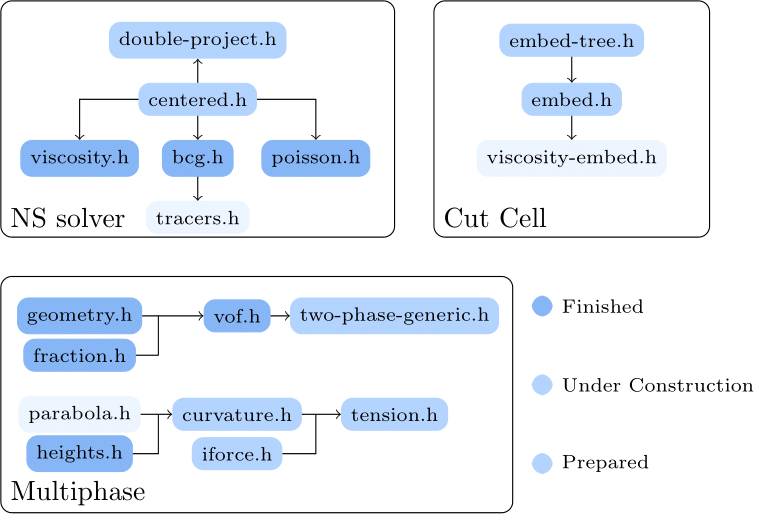 double-project.h
centered.h
viscosity.h
bcg.h
poisson.h
tracers.h
NS solver
embed-tree.h
embed.h
viscosity-embed.h
Cut Cell
geometry.h
vof.h
two-phase-generic.h
fraction.h
parabola.h
curvature.h
tension.h
heights.h
iforce.h
Multiphase
Finished
Under Construction
Prepared